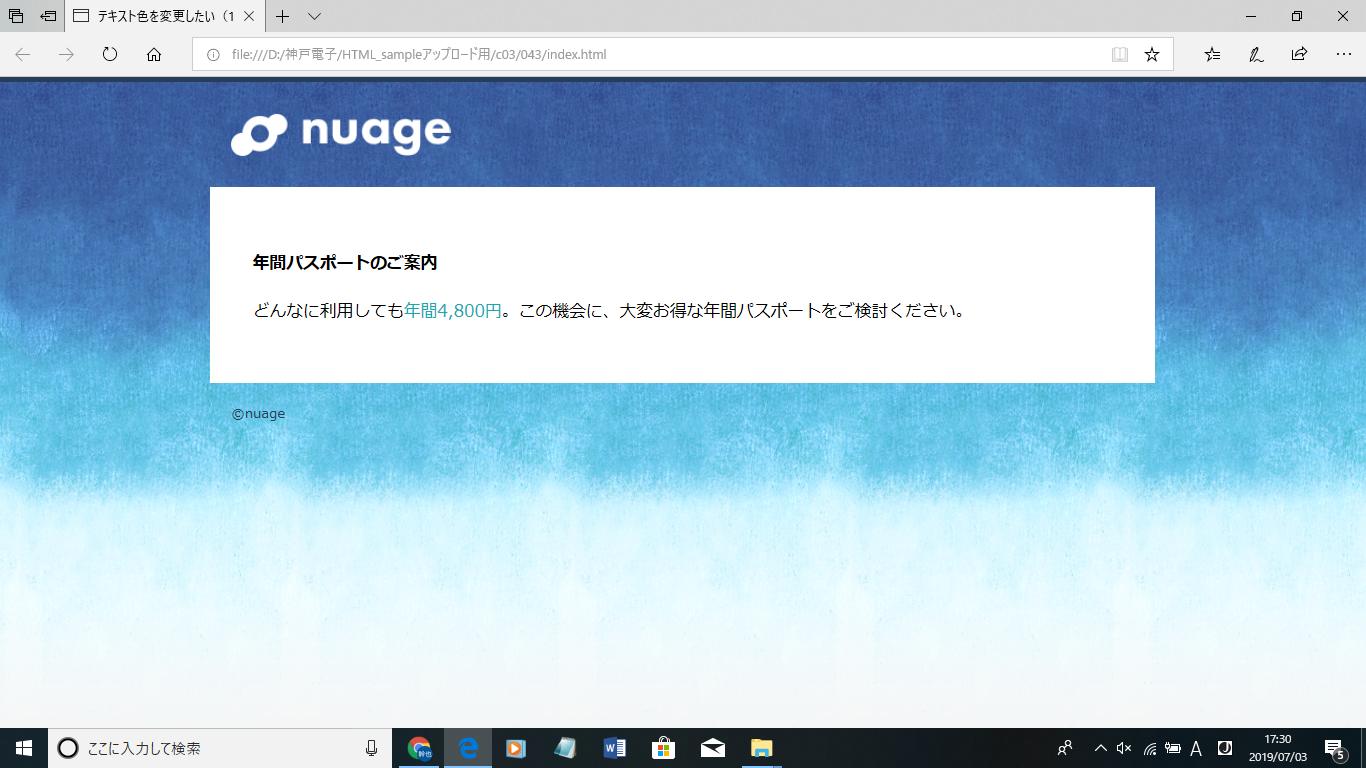 テキスト色を変更したい（1
file:///D:/神戸電子/HTML_sampleアップロード用/c03/043/index.html
nuage
年間パスポートのご案内
どんなに利用しても年間4,800円。この機会に、大変お得な年間パスポートをご検討ください。
©nuage
ここに入力して検索
幹也
A
17:30
2019/07/03
5